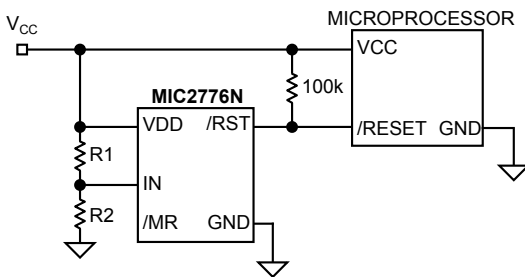 MICROPROCESSOR
VCC
VCC
MIC2776N
100k
VDD
/RST
/RESET
GND
R1
IN
R2
/MR
GND